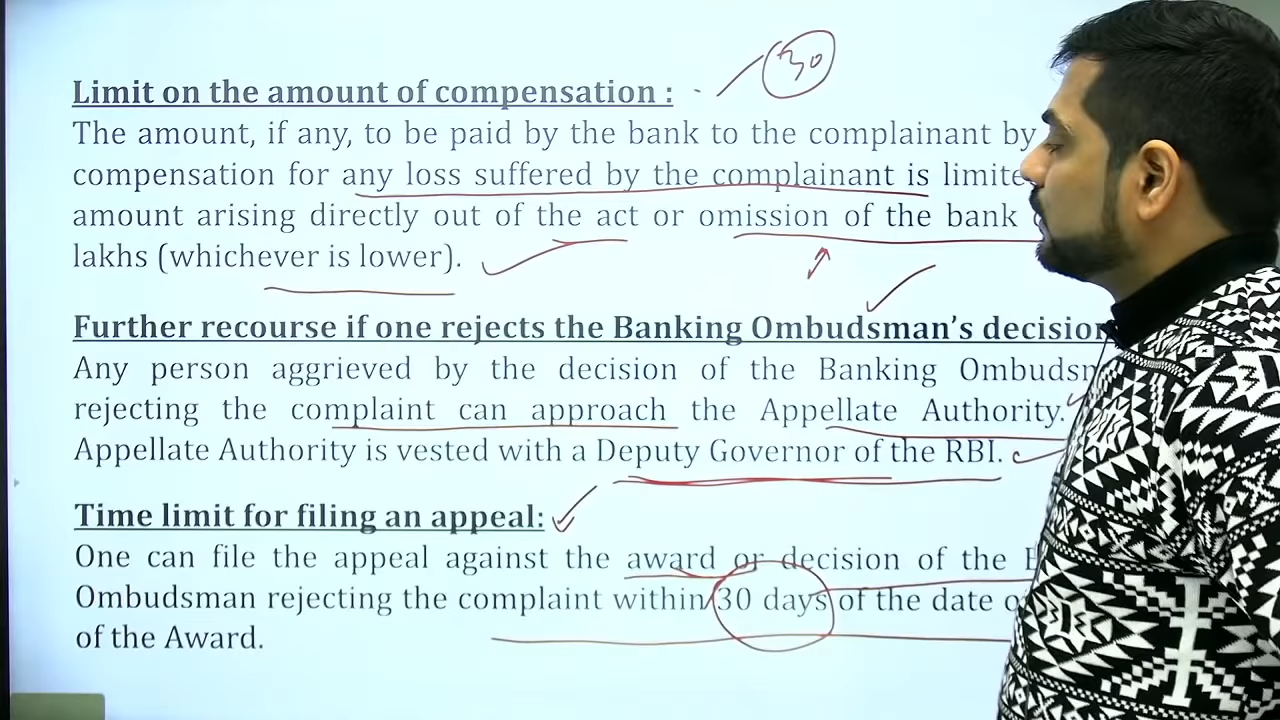 30
Limit on the amount of compensation :
The amount, if any, to be paid by the bank to the complainant by
compensation for any loss suffered by the complainant is
amount arising directly out of the act or omission of the bank
lakhs (whichever is lower).
Further recourse if one rejects the Banking Ombudsman's decision
Any person aggrieved by the decision of the Banking
rejecting the complaint can approach the Appellate Authority.
Appellate Authority is vested with a Deputy Governor of the RBI.
Time limit for filing an appeal:
One can file the appeal against the award or decision of the
Ombudsman rejecting the complaint within 30 days of the date
of the Award.